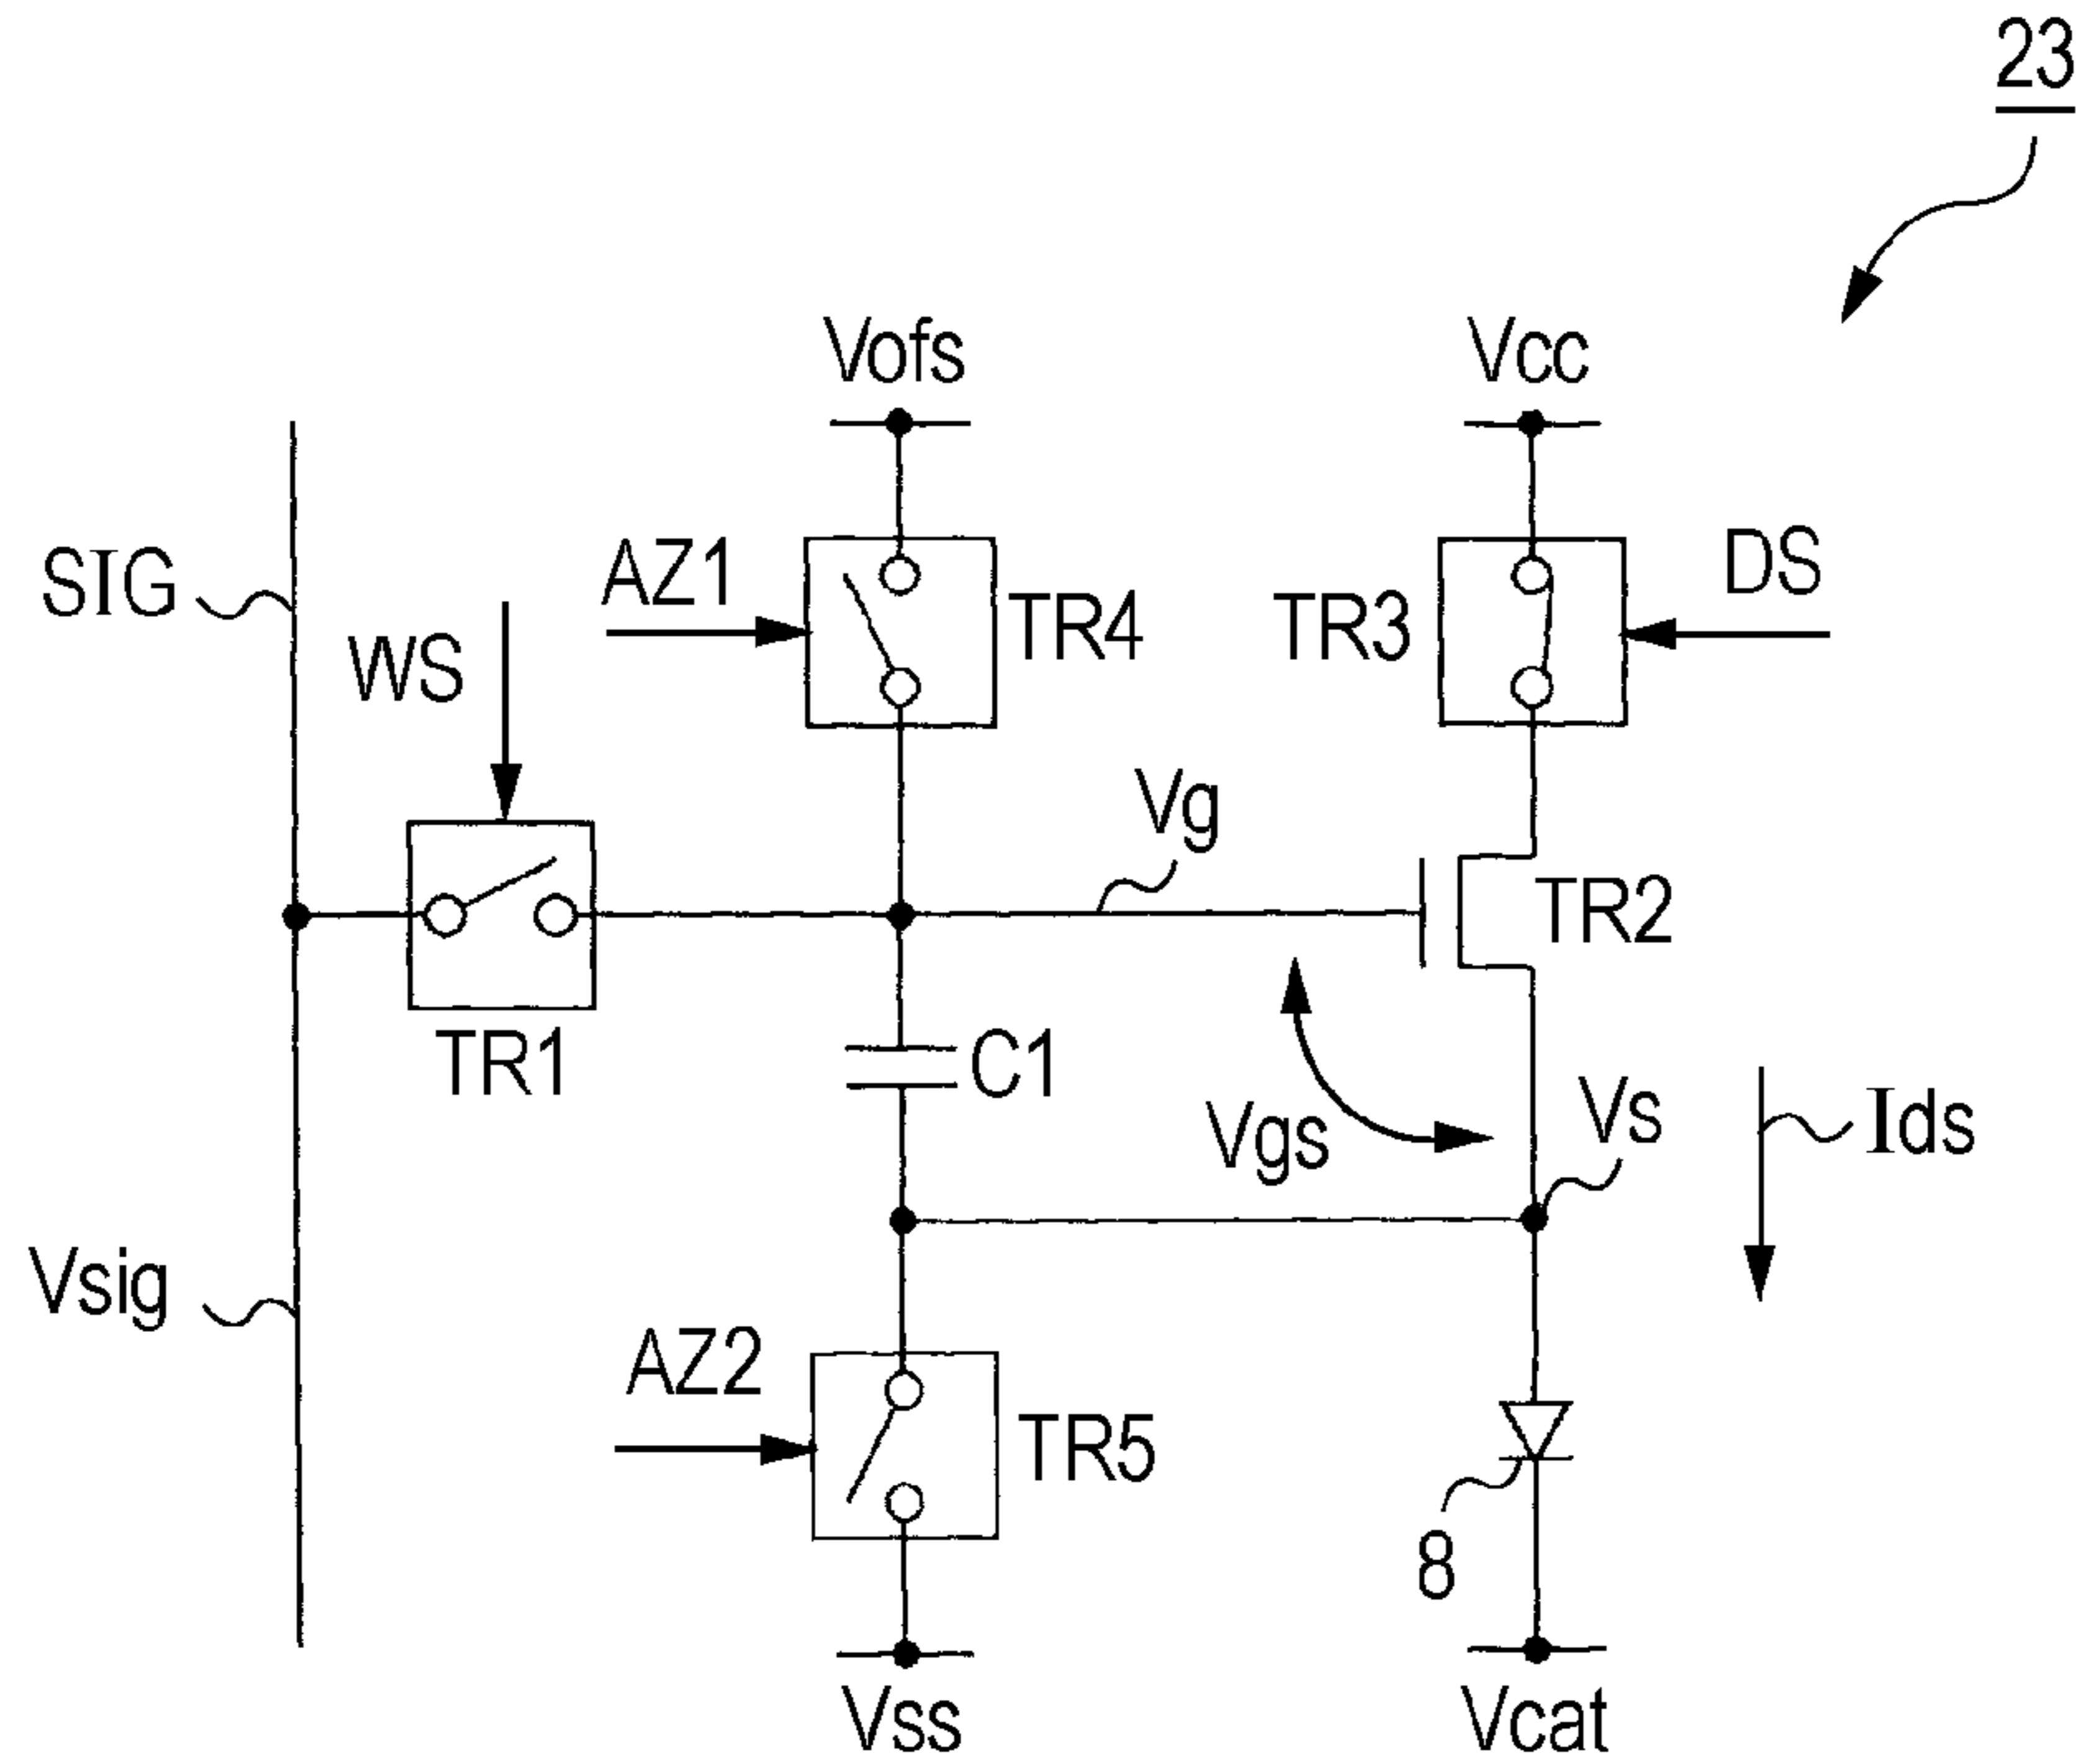 23
Vofs
Vcc
SIG
AZ1
TR4
TR3
DS
WS
Vg
TR2
TR1
C1
Vgs
Vs
Ids
Vsig
AZ2
TR5
8
Vss
Vcat